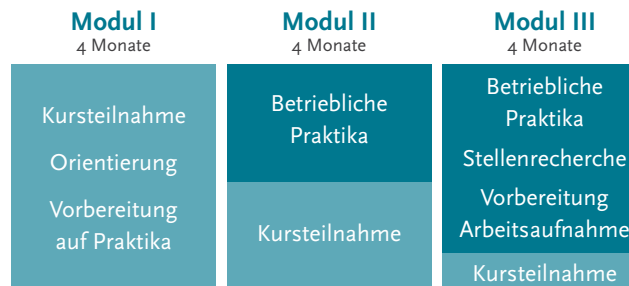 Modul I
4 Monate
Kursteilnahme
Orientierung
Vorbereitung
auf Praktika
Modul II
4 Monate
Betriebliche
Praktika
Kursteilnahme
Modul III
4 Monate
Betriebliche
Praktika
Stellenrecherche
Vorbereitung
Arbeitsaufnahme
Kursteilnahme